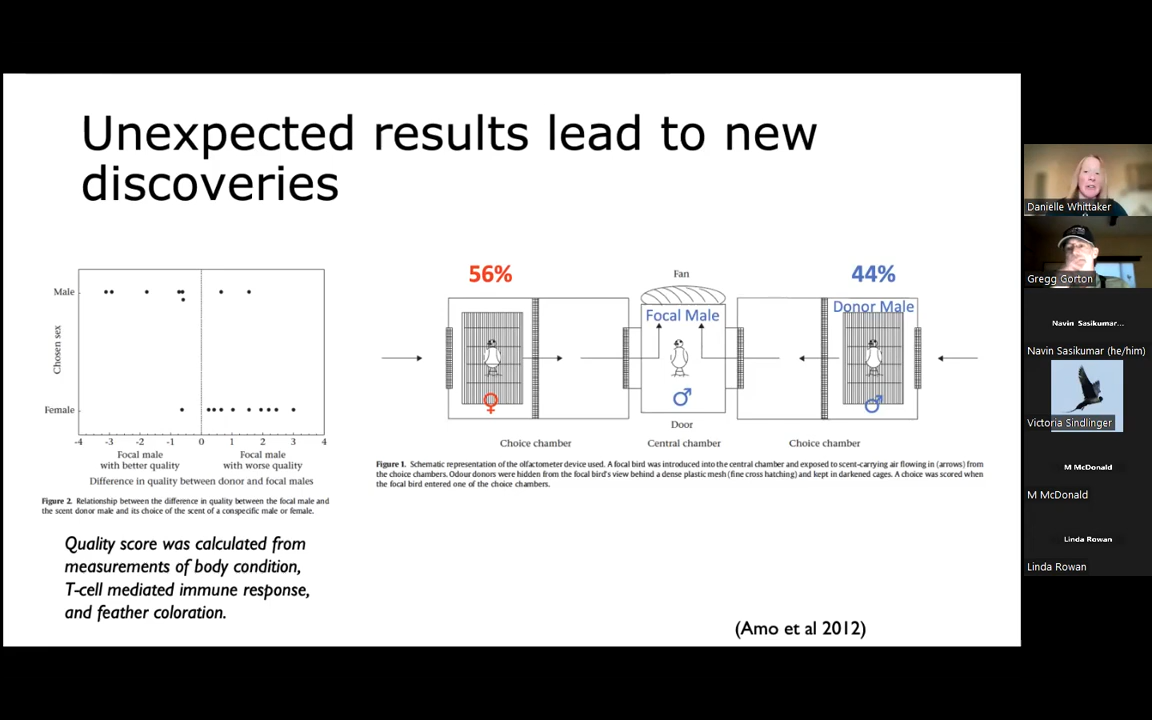 Unexpected results lead to new
discoveries
Male
Chosen sex
Female
-4 -3 -2 -1 0 1 2 3 4
Focal male
with better quality
Focal male
with worse quality
Difference in quality between donor and focal males
Figure 2. Relationship between the difference in quality between the focal male and
the scent donor male and its choice of the scent of a conspecific male or female.
Quality score was calculated from
measurements of body condition,
T-cell mediated immune response,
and feather coloration.
56%
Fan
44%
Focal Male
Donor Male
♀
♂
♂
Door
Choice chamber
Central chamber
Choice chamber
Figure 1. Schematic representation of the olfactometer device used. A focal bird was introduced into the central chamber and exposed to scent-carrying air flowing in (arrows) from
the choice chambers. Odour donors were hidden from the focal bird's view behind a dense plastic mesh (fine cross hatching) and kept in darkened cages. A choice was scored when
the focal bird entered one of the choice chambers.
(Amo et al 2012)
Danielle Whittaker
Gregg Gorton
Navin Sasikumar...
Navin Sasikumar (he/him)
Victoria Sindlinger
M McDonald
M McDonald
Linda Rowan
Linda Rowan